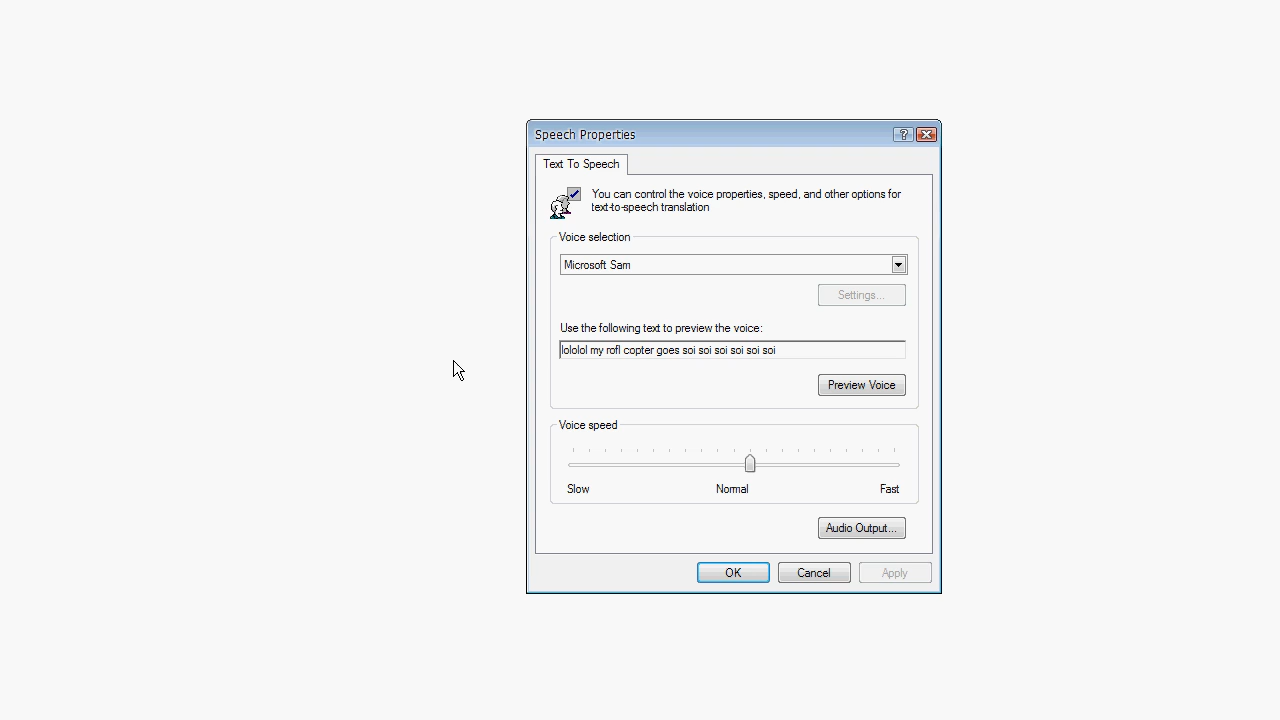 Speech Properties
Text To Speech
You can control the voice properties, speed, and other options for
text-to-speech translation
Voice selection
Microsoft Sam
Settings...
Use the following text to preview the voice:
lololol my rofl copter goes soi soi soi soi soi soi
Preview Voice
Voice speed
Slow Normal Fast
Audio Output...
OK Cancel Apply